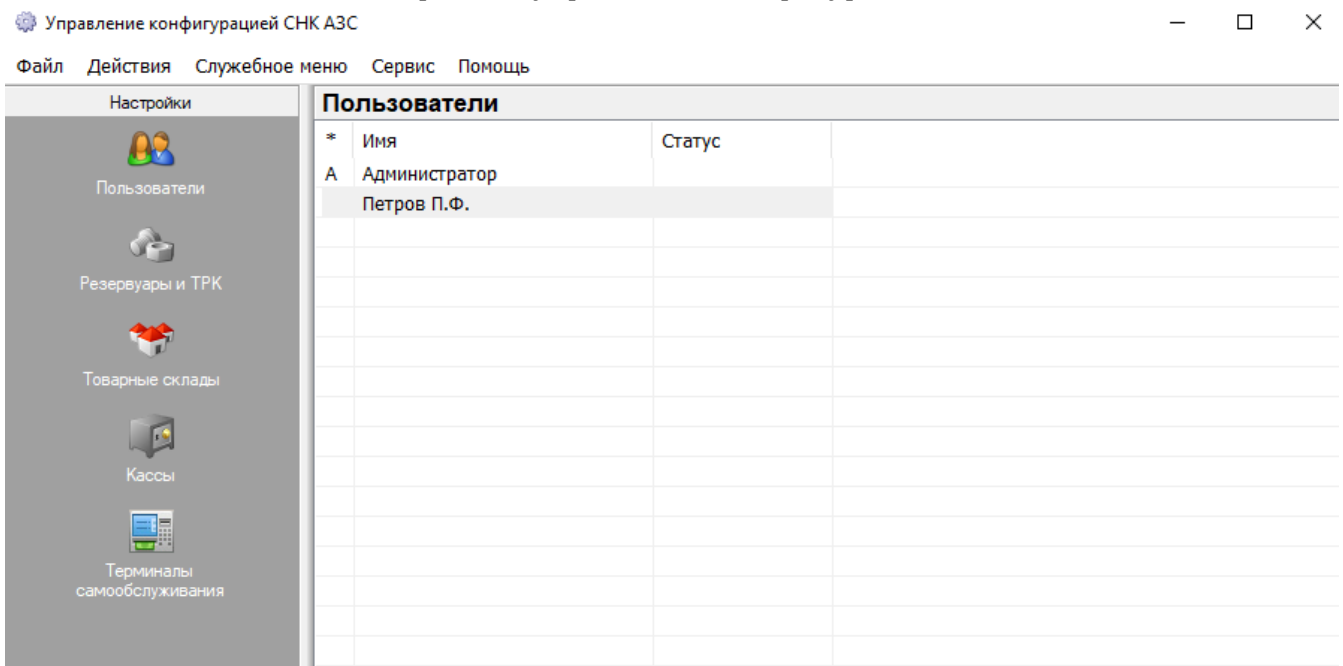 Управление конфигурацией СНК АЗС
Файл Действия Служебное меню Сервис Помощь
Настройки
Пользователи
Резервуары и ТРК
Товарные склады
Кассы
Терминалы
самообслуживания
Пользователи
* Имя Статус
А Администратор
Петров П.Ф.